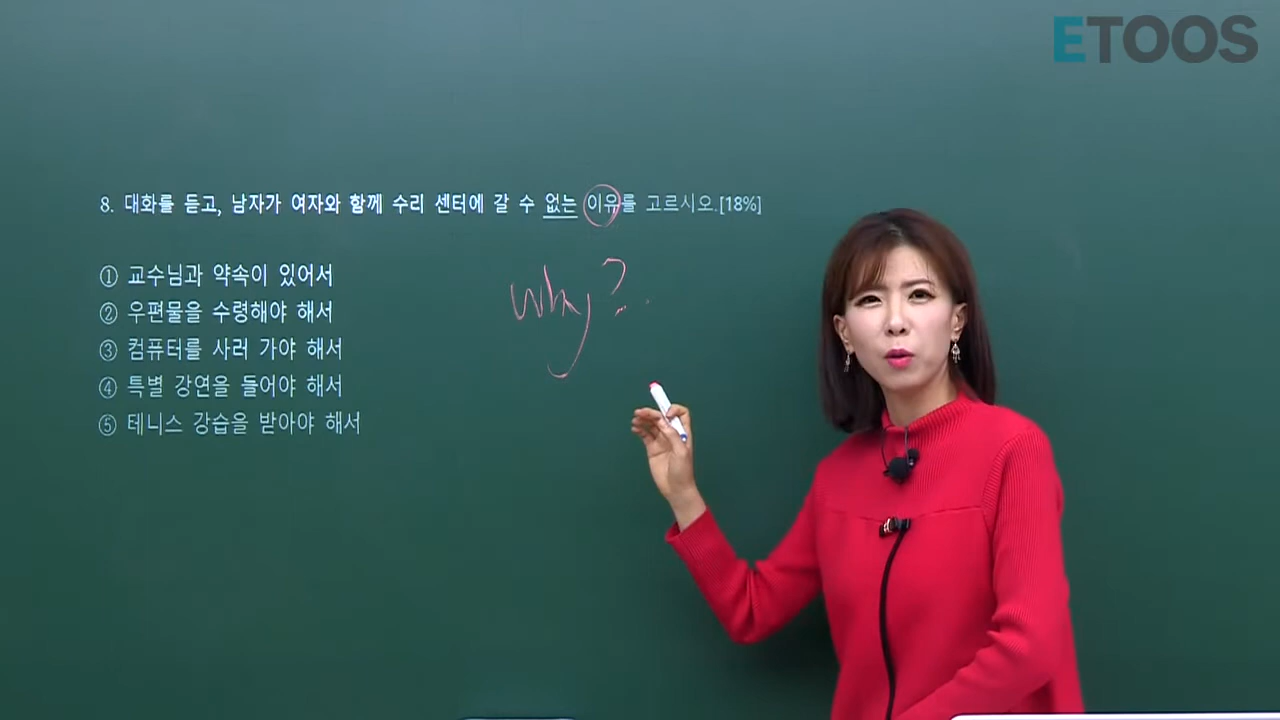 ETOOS
8. 대화를 듣고, 남자가 여자와 함께 수리 센터에 갈 수 없는 이유를 고르시오.[18%]
① 교수님과 약속이 있어서
② 우편물을 수령해야 해서
③ 컴퓨터를 사러 가야 해서
④ 특별 강연을 들어야 해서
⑤ 테니스 강습을 받아야 해서
why?